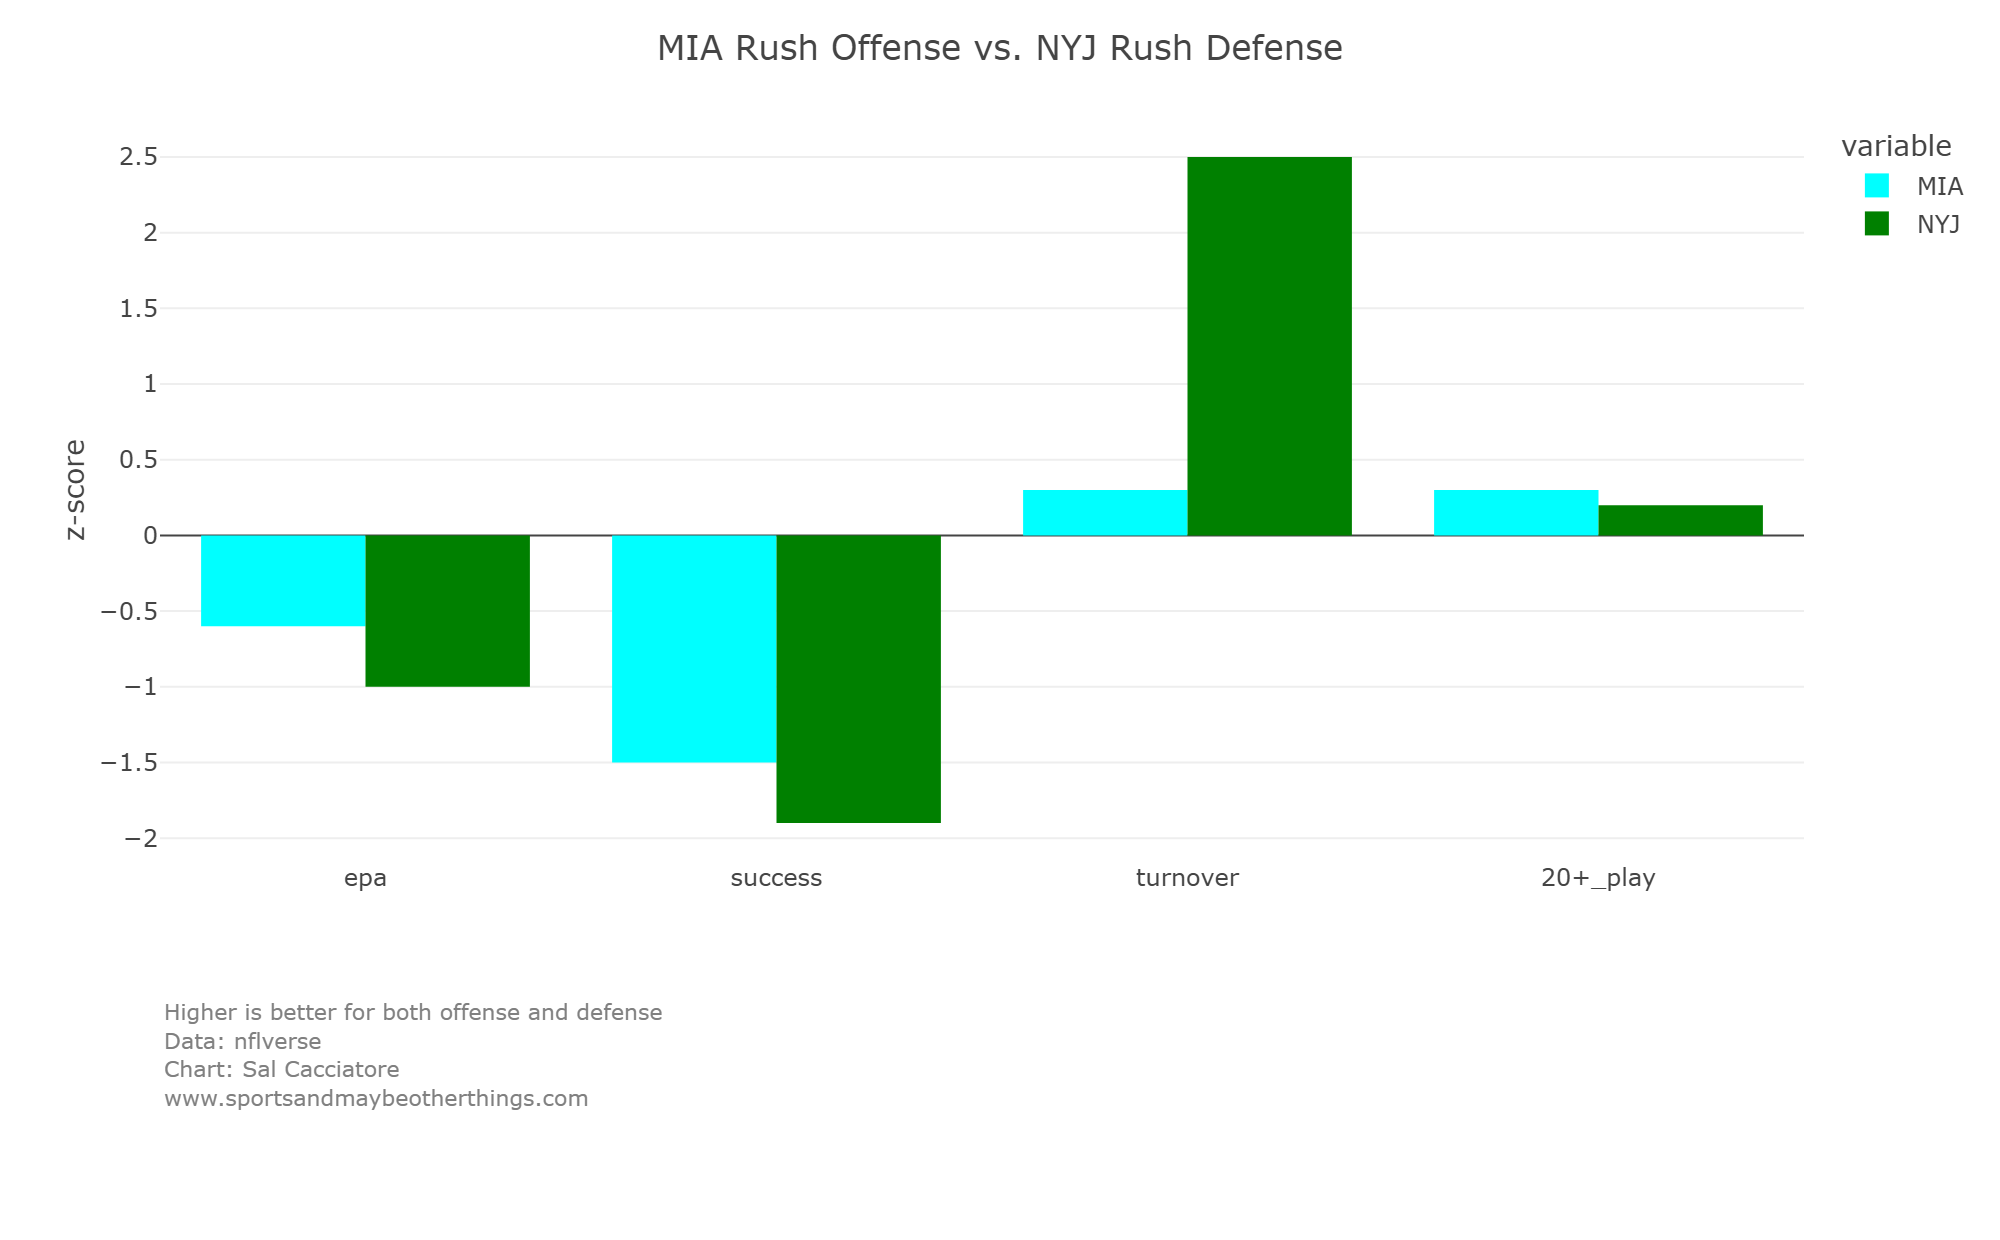 MIA Rush Offense vs. NYJ Rush Defense
variable
MIA
NYJ
z-score
2.5
2
1.5
1
0.5
0
−0.5
−1
−1.5
−2
epa
success
turnover
20+_play
Higher is better for both offense and defense
Data: nflverse
Chart: Sal Cacciatore
www.sportsandmaybeotherthings.com